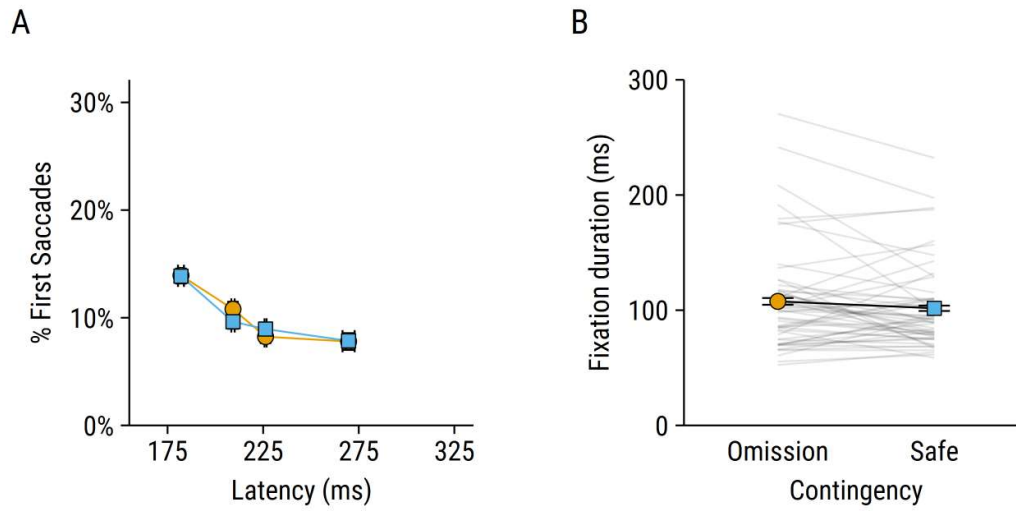 A
% First Saccades
30%
20%
10%
0%
175 225 275 325
Latency (ms)
B
Fixation duration (ms)
300
200
100
0
Omission Safe
Contingency